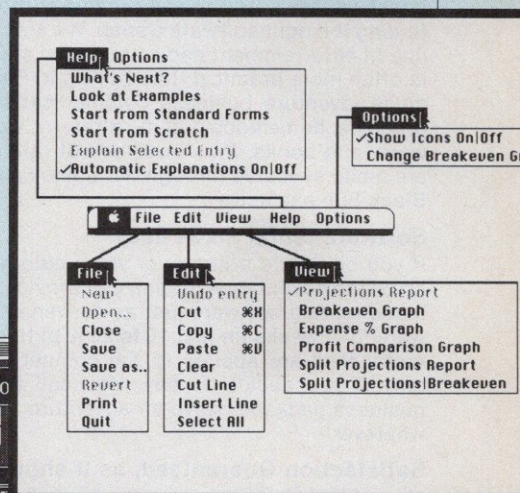 Help Options
What's Next?
Look at Examples
Start from Standard Forms
Start from Scratch
Explain Selected Entry
✓Automatic Explanations On|Off
Options
✓Show Icons On|Off
Change Breakeven
File Edit View Help Options
File
New
Open...
Close
Save
Save as..
Revert
Print
Quit
Edit
Undo entry
Cut ⌘X
Copy ⌘C
Paste ⌘V
Clear
Cut Line
Insert Line
Select All
View
✓Projections Report
Breakeven Graph
Expense % Graph
Profit Comparison Graph
Split Projections Report
Split Projections|Breakeven